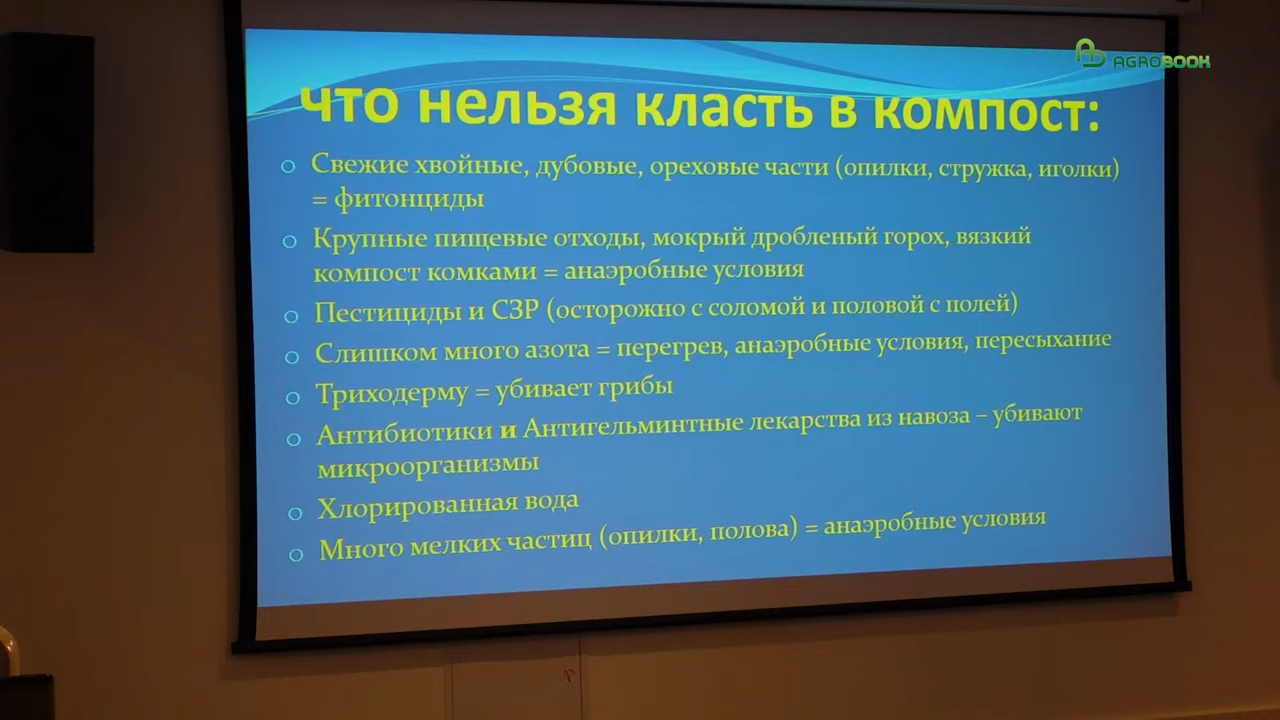 AGROBOOK
что нельзя класть в компост:
Свежие хвойные, дубовые, ореховые части (опилки, стружка, иголки)
= фитонциды
Крупные пищевые отходы, мокрый дробленый горох, вязкий
компост комками = анаэробные условия
Пестициды и СЗР (осторожно с соломой и половой с полей)
Слишком много азота = перегрев, анаэробные условия, пересыхание
Триходерму = убивает грибы
Антибиотики и Антигельминтные лекарства из навоза – убивают
микроорганизмы
Хлорированная вода
Много мелких частиц (опилки, полова) = анаэробные условия